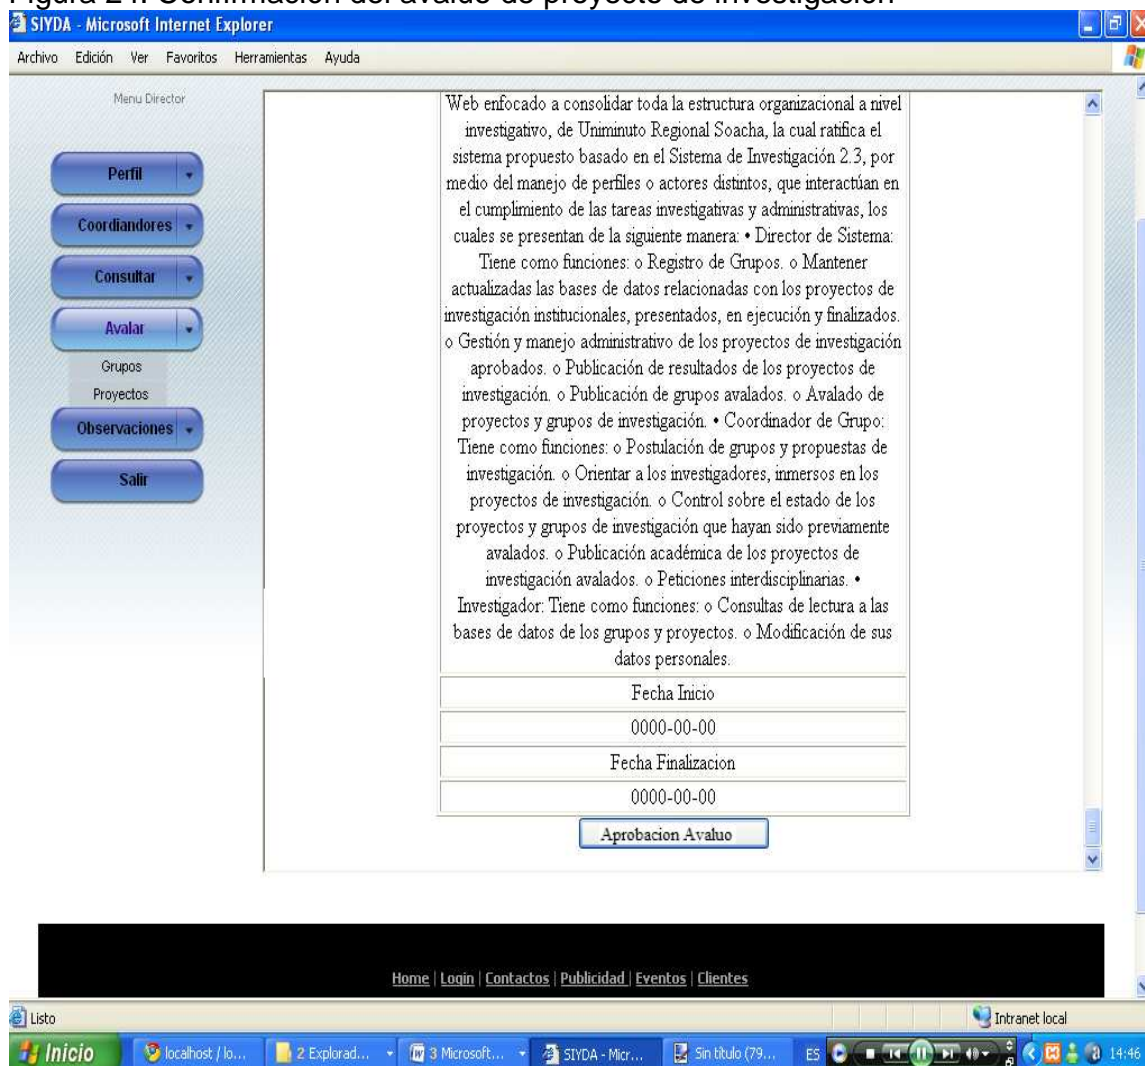 Figura 24. Confirmación del avaluó de proyecto de investigación
SIYDA - Microsoft Internet Explorer
Archivo Edición Ver Favoritos Herramientas Ayuda
Menu Director
Perfil
Coordiandores
Consultar
Avalar
Grupos
Proyectos
Observaciones
Salir
Web enfocado a consolidar toda la estructura organizacional a nivel
investigativo, de Uniminuto Regional Soacha, la cual ratifica el
sistema propuesto basado en el Sistema de Investigación 2.3, por
medio del manejo de perfiles o actores distintos, que interactúan en
el cumplimiento de las tareas investigativas y administrativas, los
cuales se presentan de la siguiente manera: • Director de Sistema:
Tiene como funciones: o Registro de Grupos. o Mantener
actualizadas las bases de datos relacionadas con los proyectos de
investigación institucionales, presentados, en ejecución y finalizados.
o Gestión y manejo administrativo de los proyectos de investigación
aprobados. o Publicación de resultados de los proyectos de
investigación. o Publicación de grupos avalados. o Avalado de
proyectos y grupos de investigación. • Coordinador de Grupo:
Tiene como funciones: o Postulación de grupos y propuestas de
investigación. o Orientar a los investigadores, inmersos en los
proyectos de investigación. o Control sobre el estado de los
proyectos y grupos de investigación que hayan sido previamente
avalados. o Publicación académica de los proyectos de
investigación avalados. o Peticiones interdisciplinarias. •
Investigador: Tiene como funciones: o Consultas de lectura a las
bases de datos de los grupos y proyectos. o Modificación de sus
datos personales.
Fecha Inicio
0000-00-00
Fecha Finalizacion
0000-00-00
Aprobacion Avaluo
Home | Login | Contactos | Publicidad | Eventos | Clientes
Listo
Intranet local
Inicio
localhost / lo...
2 Explorad...
3 Microsoft...
SIYDA - Micr...
Sin título (79...
ES
14:46